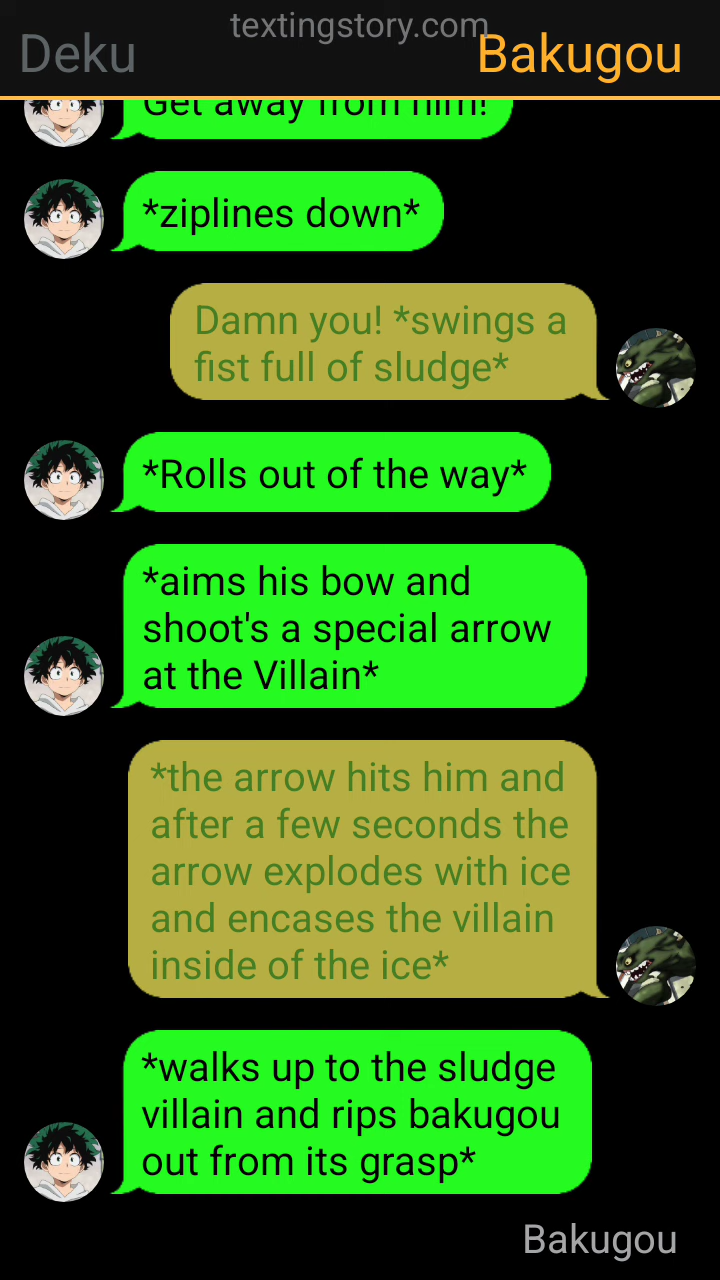 textingstory.com
Deku
Bakugou
Get away from him!
*ziplines down*
Damn you! *swings a
fist full of sludge*
*Rolls out of the way*
*aims his bow and
shoot's a special arrow
at the Villain*
*the arrow hits him and
after a few seconds the
arrow explodes with ice
and encases the villain
inside of the ice*
*walks up to the sludge
villain and rips bakugou
out from its grasp*
Bakugou